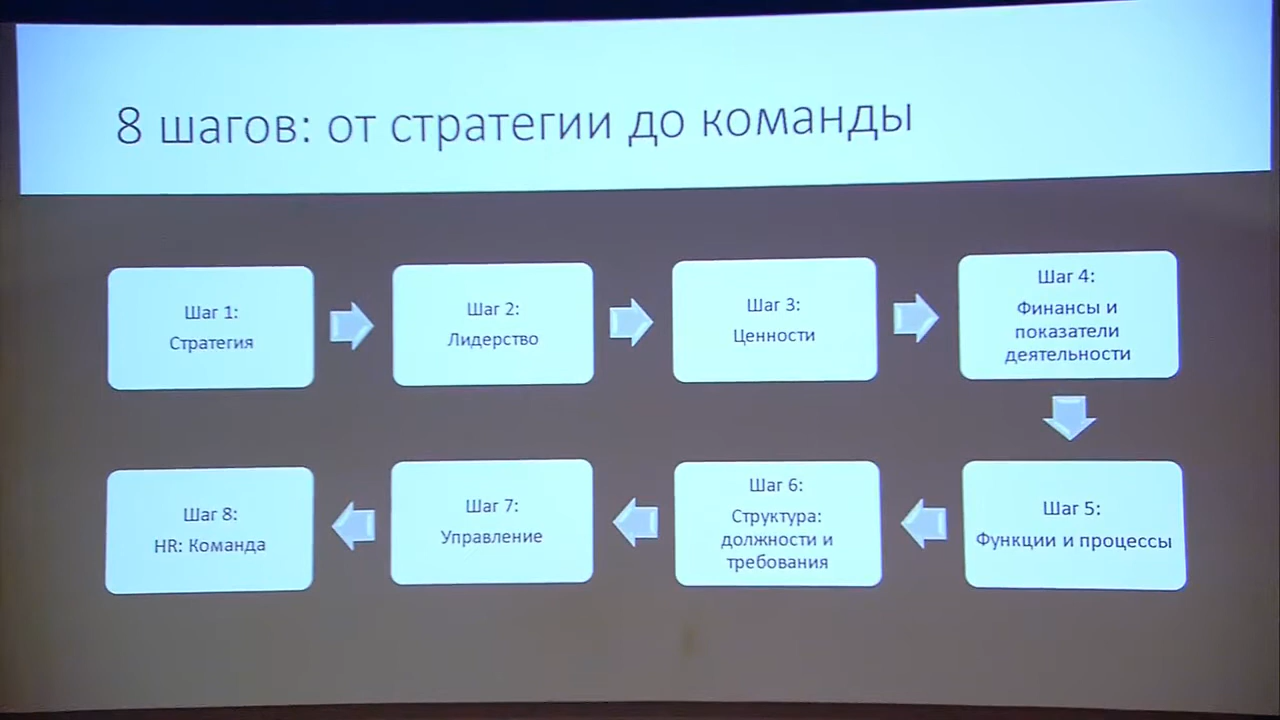 8 шагов: от стратегии до команды
Шаг 1:
Стратегия
Шаг 2:
Лидерство
Шаг 3:
Ценности
Шаг 4:
Финансы и
показатели
деятельности
Шаг 5:
Функции и процессы
Шаг 6:
Структура:
должности и
требования
Шаг 7:
Управление
Шаг 8:
HR: Команда